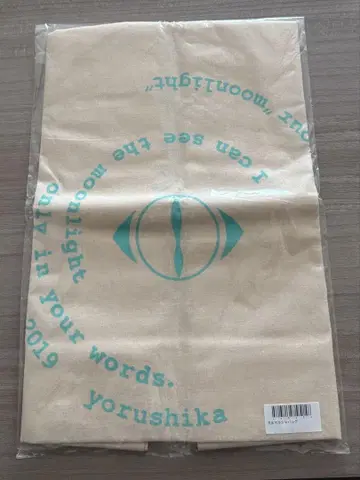 our "moonlight"
I can see the moonlight
only in your words.
2019
yorushika